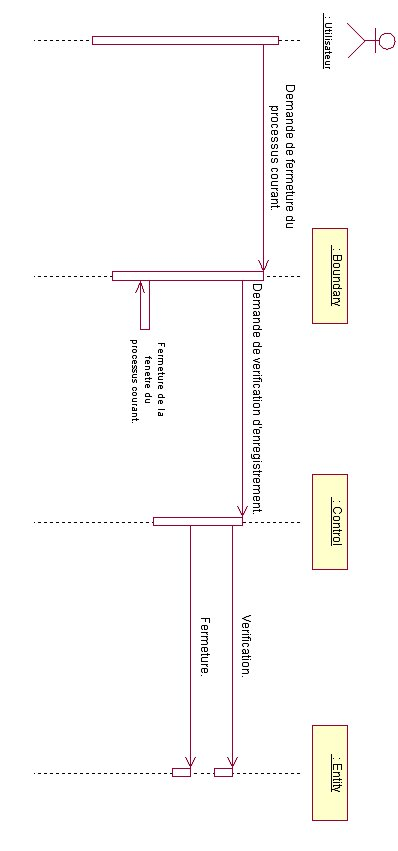 : Utilisateur
: Boundary
: Control
: Entity
Demande de fermeture du
processus courant.
Demande de verification d'enregistrement.
Verification.
Fermeture.
Fermeture de la
fenetre du
processus courant.